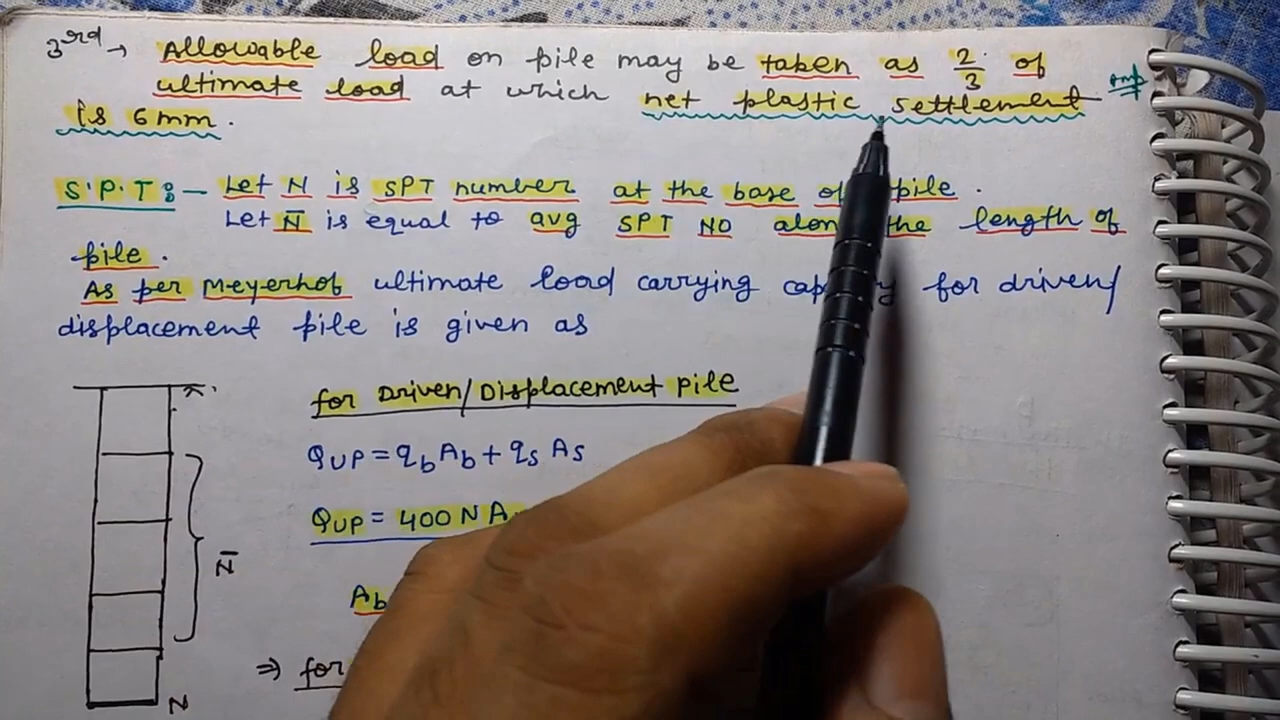 3rd → Allowable load on pile may be taken as 2/3 of
ultimate load at which net plastic settlement Imp
is 6mm.
S.P.T:- Let N is SPT number at the base of pile.
Let N̄ is equal to avg SPT NO along the length of
pile.
As per Meyerhof ultimate load carrying for driven/
displacement pile is given as
for Driven/Displacement pile
QUP = qb Ab + qs As
QUP = 400 N A
N̄
Ab
⇒ for
N